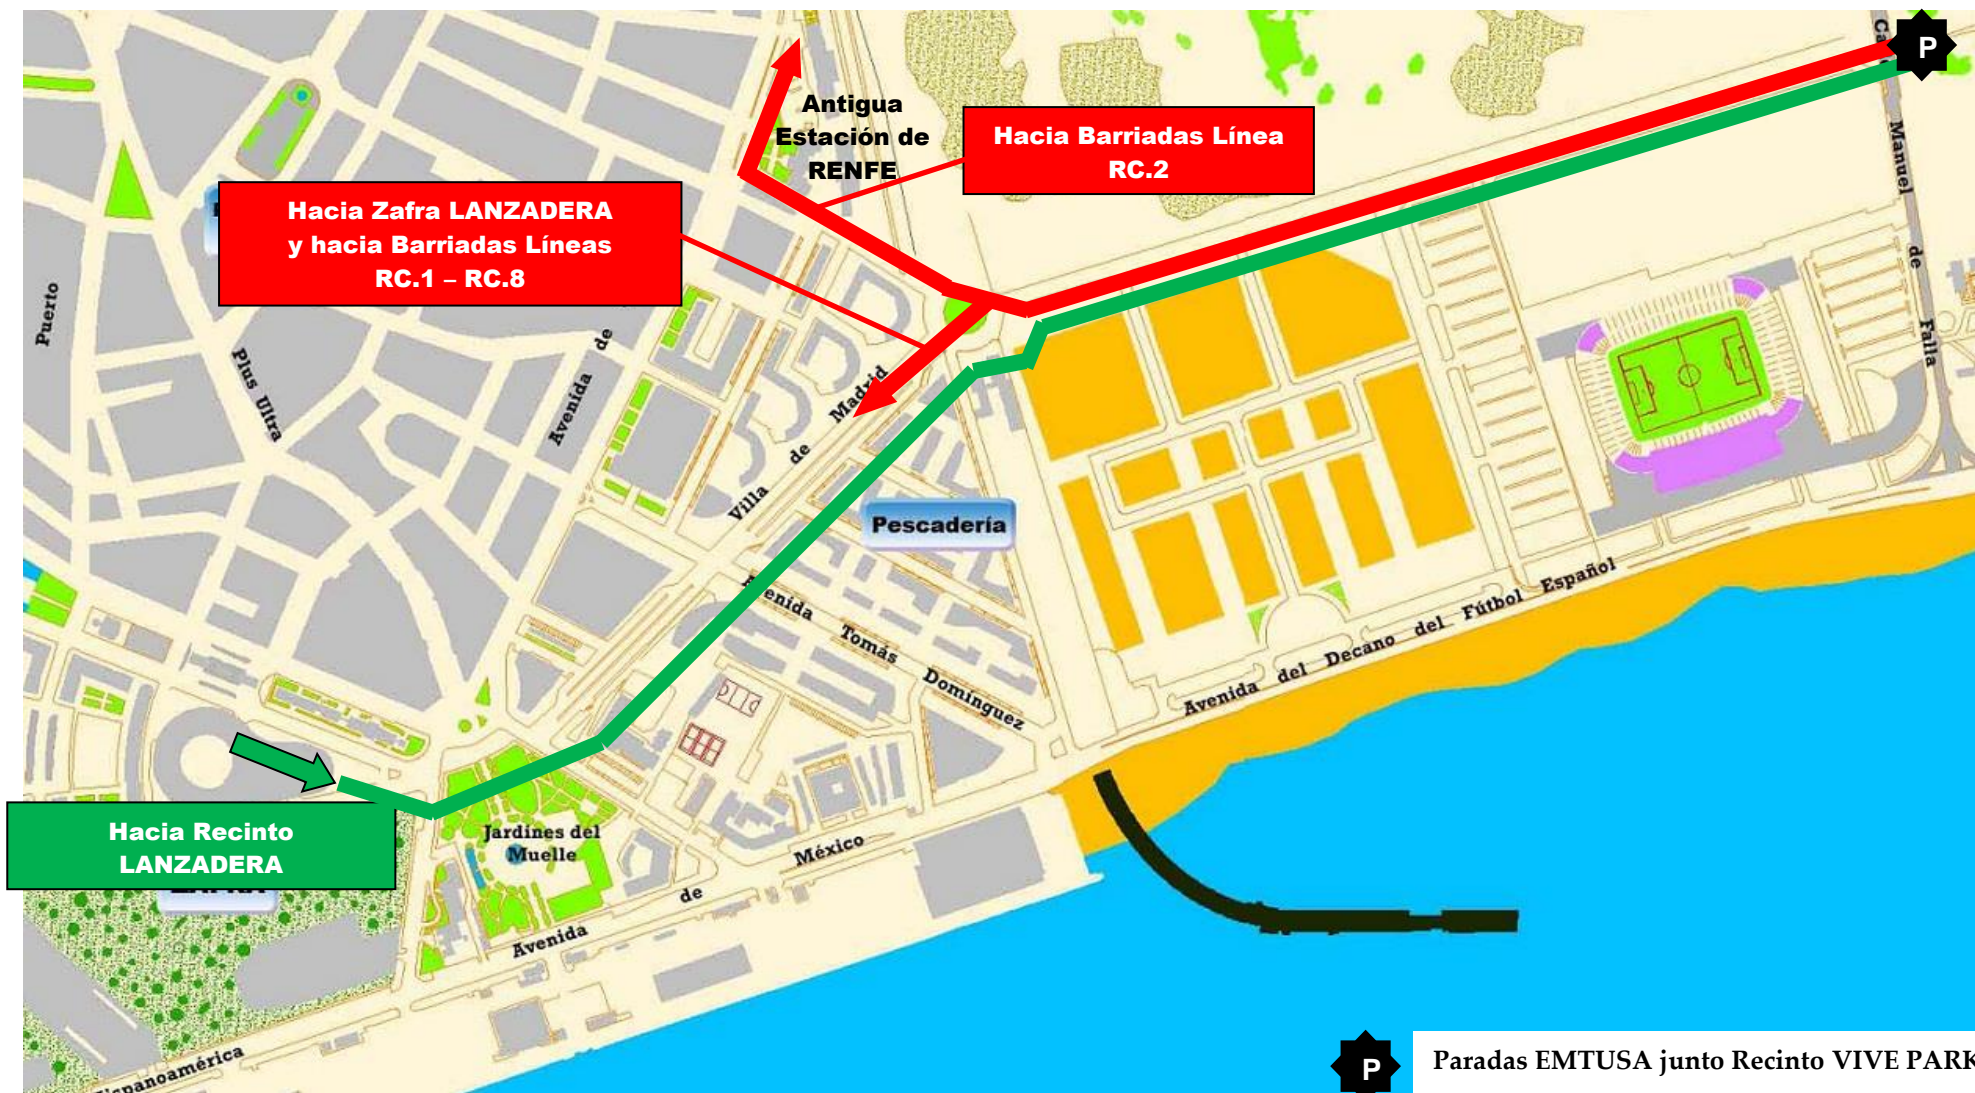 P
Antigua
Estación de
RENFE
Hacia Barriadas Línea
RC.2
Hacia Zafra LANZADERA
y hacia Barriadas Líneas
RC.1 – RC.8
Manuel
de
Falla
Puerto
Plus Ultra
Avenida de
Villa de Madrid
Pescadería
Tomás
Domínguez
Avenida del Decano del Fútbol Español
Hacia Recinto
LANZADERA
Jardines del
Muelle
Avenida de México
P
Paradas EMTUSA junto Recinto VIVE PARK